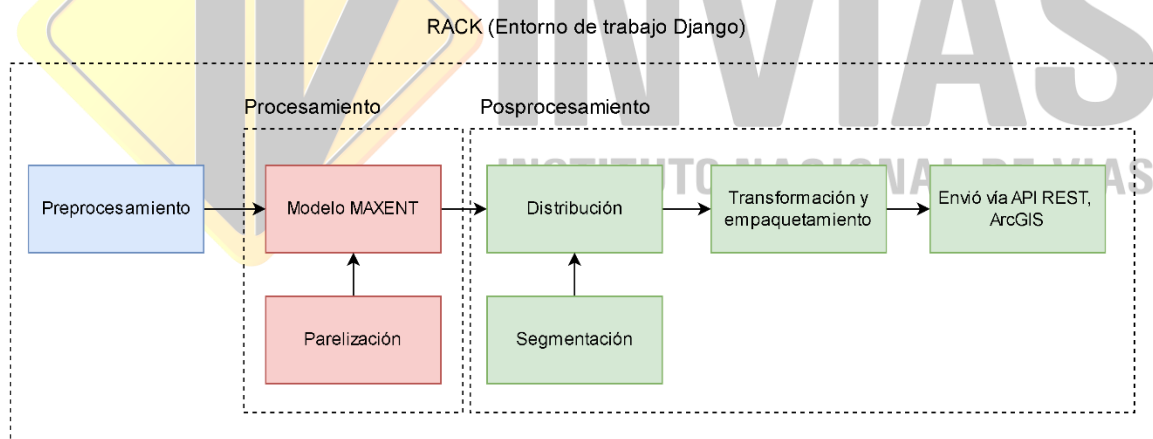 RACK (Entorno de trabajo Django)
INVIAS
INSTITUTO NACIONAL DE VIAS
Procesamiento
Posprocesamiento
Preprocesamiento
Modelo MAXENT
Distribución
Transformación y
empaquetamiento
Envió vía API REST,
ArcGIS
Parelización
Segmentación